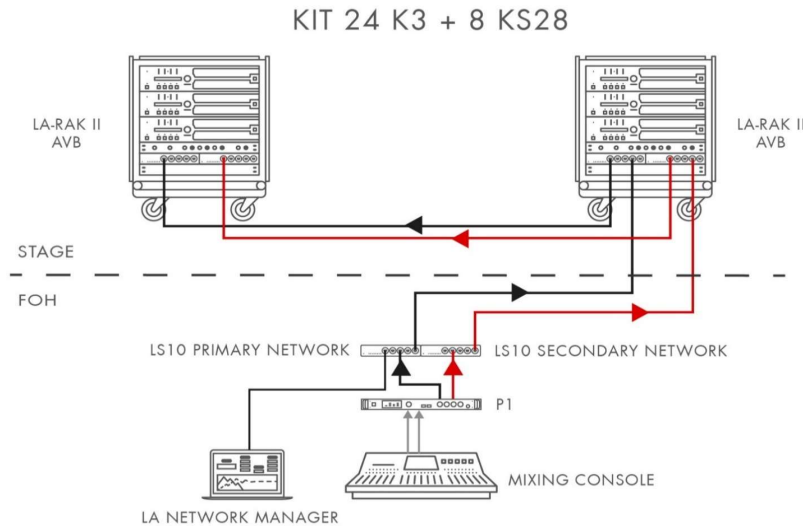 KIT 24 K3 + 8 KS28
LA-RAK II
AVB
LA-RAK II
AVB
STAGE
FOH
LS10 PRIMARY NETWORK
LS10 SECONDARY NETWORK
P1
MIXING CONSOLE
LA NETWORK MANAGER